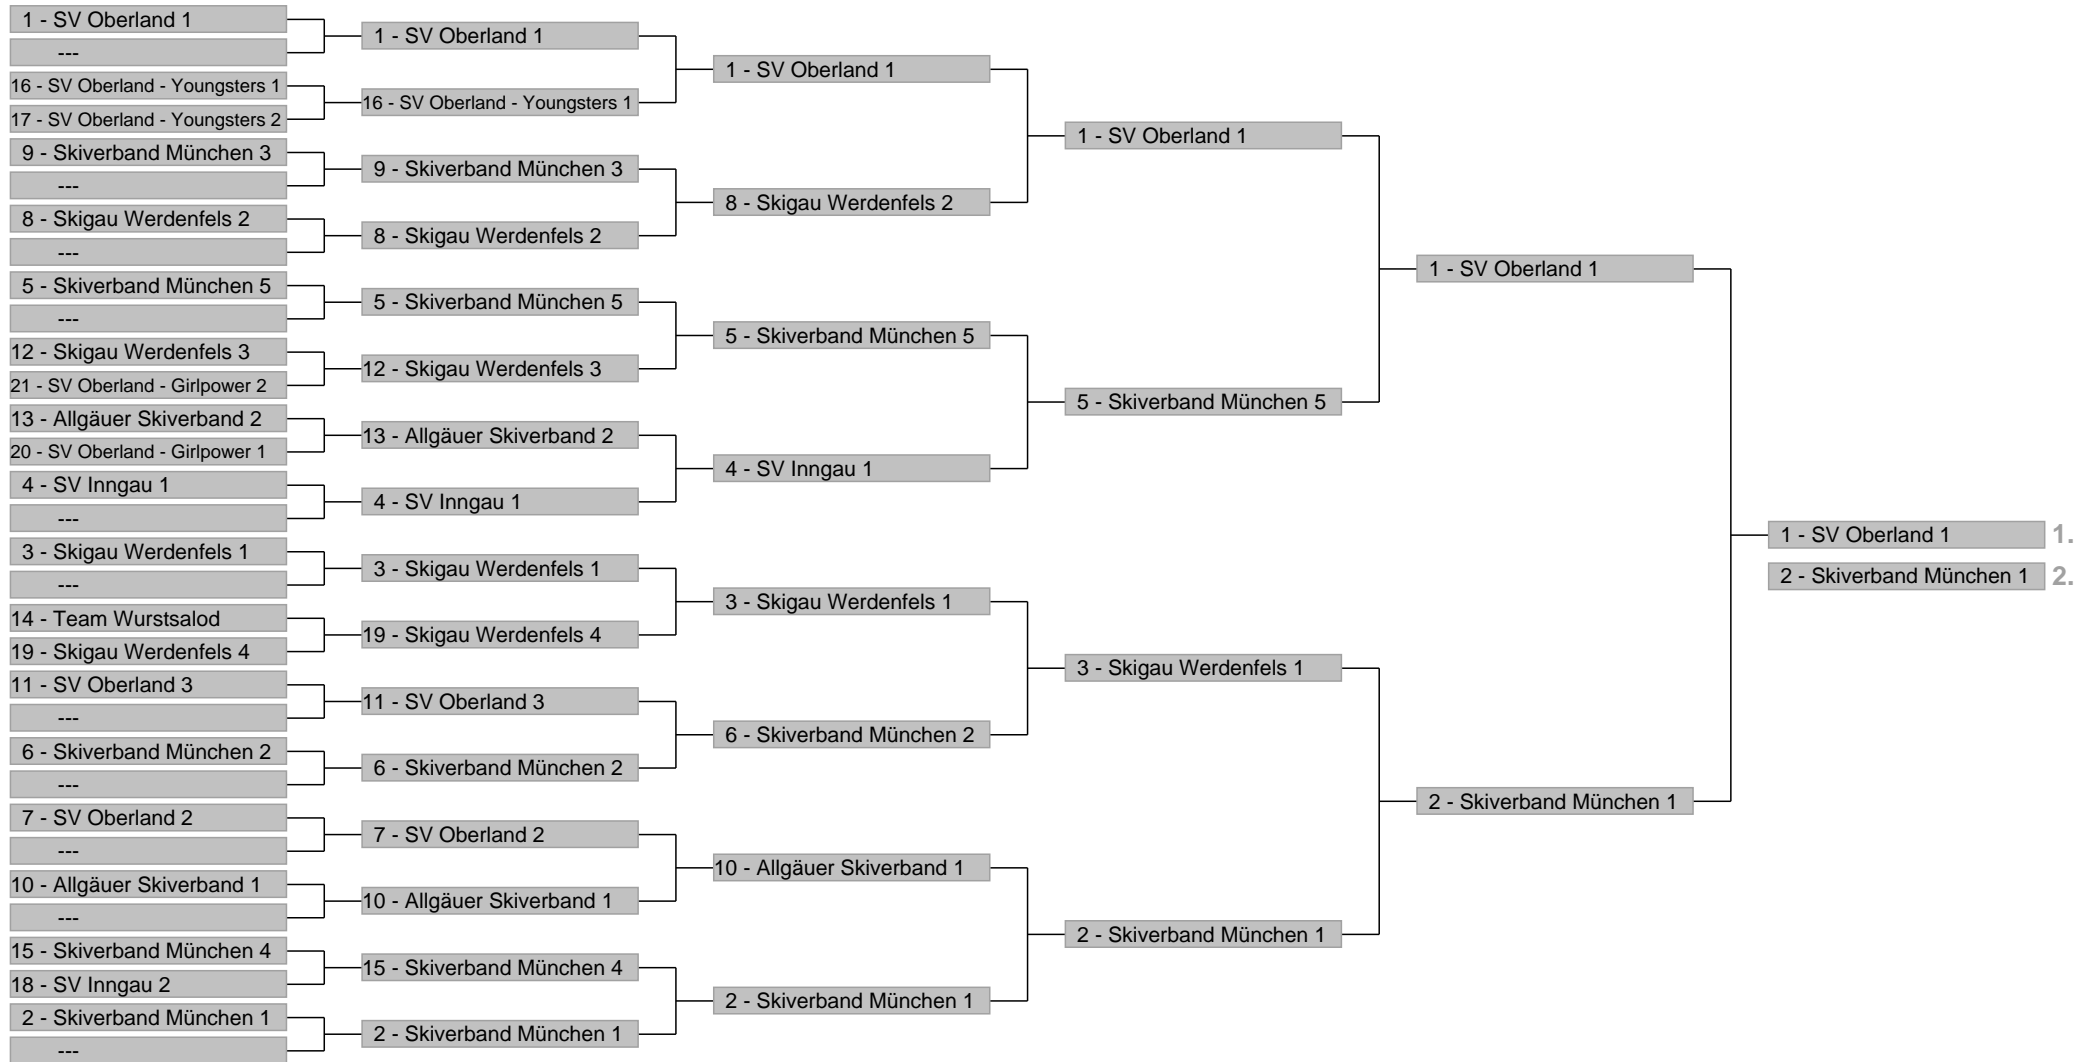 1 - SV Oberland 1
---
16 - SV Oberland - Youngsters 1
17 - SV Oberland - Youngsters 2
9 - Skiverband München 3
---
8 - Skigau Werdenfels 2
---
5 - Skiverband München 5
---
12 - Skigau Werdenfels 3
21 - SV Oberland - Girlpower 2
13 - Allgäuer Skiverband 2
20 - SV Oberland - Girlpower 1
4 - SV Inngau 1
---
3 - Skigau Werdenfels 1
---
14 - Team Wurstsalod
19 - Skigau Werdenfels 4
11 - SV Oberland 3
---
6 - Skiverband München 2
---
7 - SV Oberland 2
---
10 - Allgäuer Skiverband 1
---
15 - Skiverband München 4
18 - SV Inngau 2
2 - Skiverband München 1
---
1 - SV Oberland 1
16 - SV Oberland - Youngsters 1
9 - Skiverband München 3
8 - Skigau Werdenfels 2
5 - Skiverband München 5
12 - Skigau Werdenfels 3
13 - Allgäuer Skiverband 2
4 - SV Inngau 1
3 - Skigau Werdenfels 1
19 - Skigau Werdenfels 4
11 - SV Oberland 3
6 - Skiverband München 2
7 - SV Oberland 2
10 - Allgäuer Skiverband 1
15 - Skiverband München 4
2 - Skiverband München 1
1 - SV Oberland 1
8 - Skigau Werdenfels 2
5 - Skiverband München 5
4 - SV Inngau 1
3 - Skigau Werdenfels 1
6 - Skiverband München 2
10 - Allgäuer Skiverband 1
2 - Skiverband München 1
1 - SV Oberland 1
5 - Skiverband München 5
3 - Skigau Werdenfels 1
2 - Skiverband München 1
1 - SV Oberland 1
2 - Skiverband München 1
1 - SV Oberland 1 1.
2 - Skiverband München 1 2.